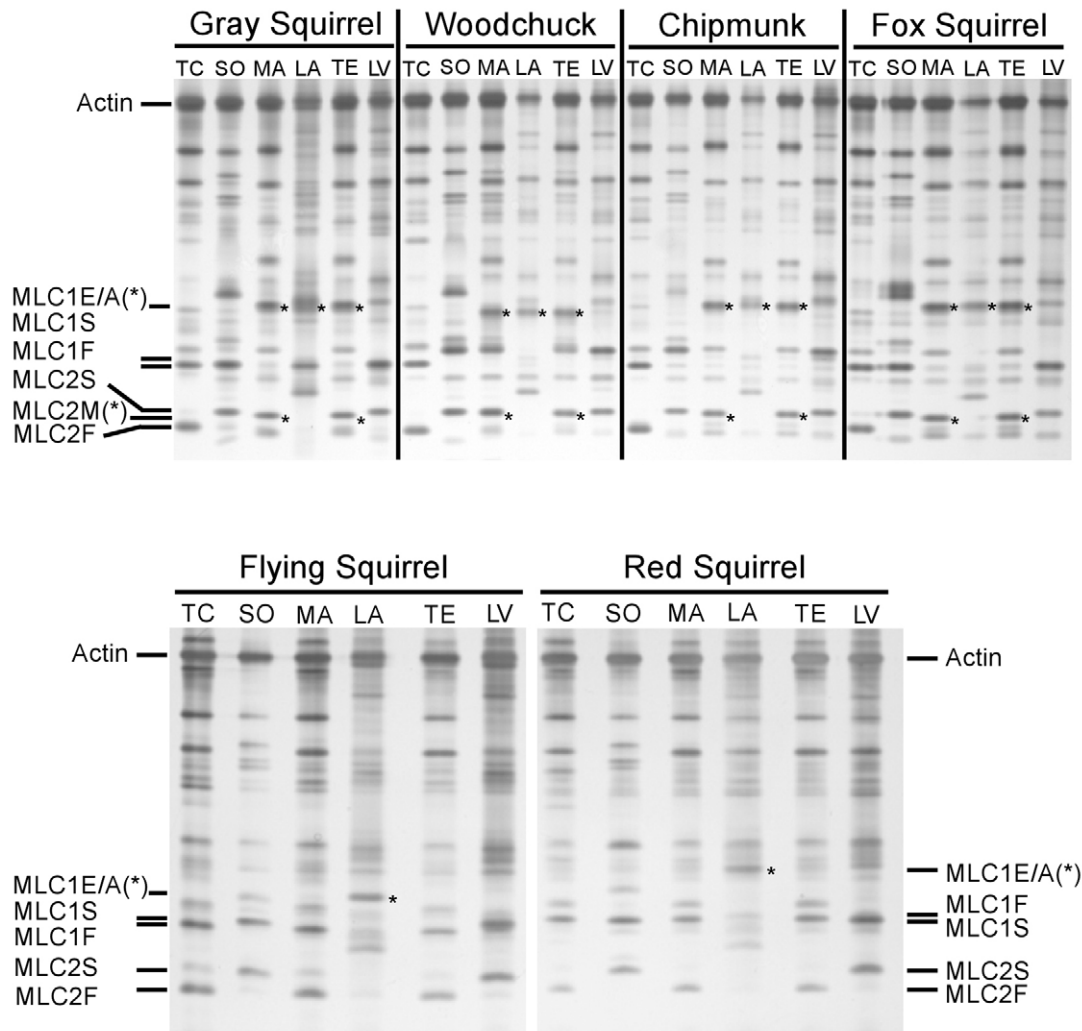 Gray Squirrel Woodchuck Chipmunk Fox Squirrel
TC SO MA LA TE LV TC SO MA LA TE LV TC SO MA LA TE LV TC SO MA LA TE LV
Actin
MLC1E/A(*) * * * * * * * * * * * *
MLC1S
MLC1F
MLC2S
MLC2M(*) * * * * * * * *
MLC2F
Flying Squirrel Red Squirrel
TC SO MA LA TE LV TC SO MA LA TE LV
Actin Actin
MLC1E/A(*) * * MLC1E/A(*)
MLC1S MLC1F
MLC1F MLC1S
MLC2S MLC2S
MLC2F MLC2F